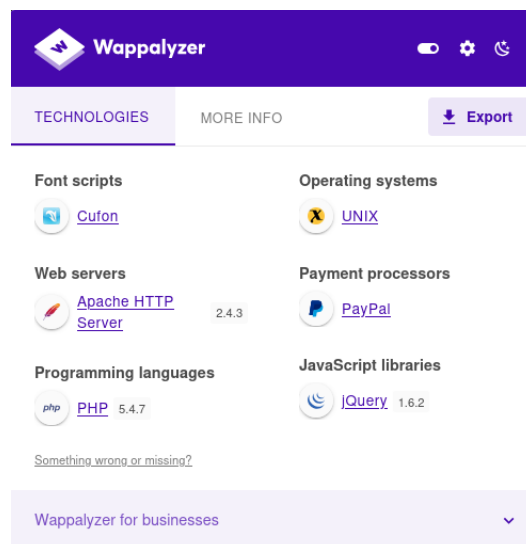 Wappalyzer
TECHNOLOGIES
MORE INFO
Export
Font scripts
Cufon
Operating systems
UNIX
Web servers
Apache HTTP
Server
2.4.3
Payment processors
PayPal
Programming languages
php
PHP 5.4.7
JavaScript libraries
jQuery 1.6.2
Something wrong or missing?
Wappalyzer for businesses